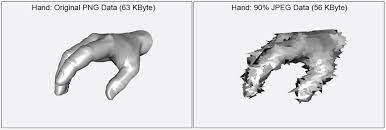 Hand: Original PNG Data (63 KByte)
Hand: 90% JPEG Data (56 KByte)